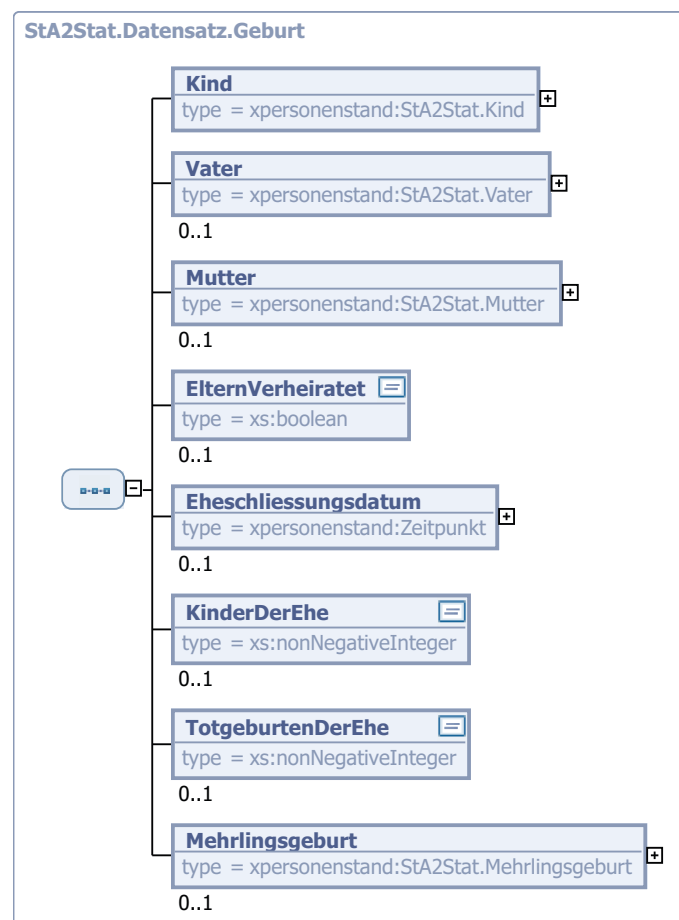 StA2Stat.Datensatz.Geburt
Kind
type = xpersonenstand:StA2Stat.Kind
Vater
type = xpersonenstand:StA2Stat.Vater
0..1
Mutter
type = xpersonenstand:StA2Stat.Mutter
0..1
ElternVerheiratet
type = xs:boolean
0..1
Eheschliessungsdatum
type = xpersonenstand:Zeitpunkt
0..1
KinderDerEhe
type = xs:nonNegativeInteger
0..1
TotgeburtenDerEhe
type = xs:nonNegativeInteger
0..1
Mehrlingsgeburt
type = xpersonenstand:StA2Stat.Mehrlingsgeburt
0..1